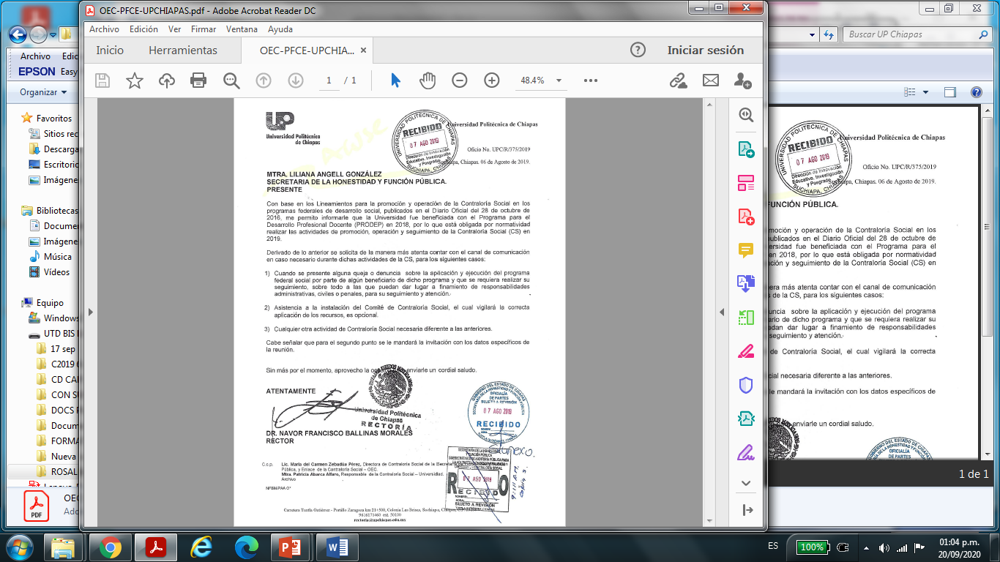 OEC-PFCE-UPCHIAPAS.pdf - Adobe Acrobat Reader DC
Archivo Edición Ver Firmar Ventana Ayuda
Inicio Herramientas OEC-PFCE-UPCHIA... Iniciar sesión
1 / 1 48.4%
Buscar UP Chiapas
Archivo Edic
EPSON Easy
Organizar
Favoritos
Sitios rec
Descarga
Escritoric
Imágene
Bibliotecas
Docume
Imágene
Música
Vídeos
Equipo
Windows
UTD BIS
17 sep
C2019 6
CD CAI
CON SU
DOCS F
Docum
FORMA
Nueva
ROSAL
OE
Ado
PDF
UP
Universidad Politécnica
de Chiapas
UNIVERSIDAD POLITECNICA DE CHIAPAS
RECIBIDO
07 AGO 2019
Dirección de Innovación
Educativa, Investigación
y Posgrado
SUCHIAPA, CHIAPAS
Universidad Politécnica de Chiapas
Oficio No. UPC/R/375/2019
Suchiapa, Chiapas. 06 de Agosto de 2019.
MTRA. LILIANA ANGELL GONZÁLEZ
SECRETARIA DE LA HONESTIDAD Y FUNCIÓN PÚBLICA.
PRESENTE
Con base en los Lineamientos para la promoción y operación de la Contraloría Social en los
programas federales de desarrollo social, publicados en el Diario Oficial del 28 de octubre de
2016, me permito informarle que la Universidad fue beneficiada con el Programa para el
Desarrollo Profesional Docente (PRODEP) en 2018, por lo que está obligada por normatividad
realizar las actividades de promoción, operación y seguimiento de la Contraloría Social (CS) en
2019.
Derivado de lo anterior se solicita de la manera más atenta contar con el canal de comunicación
en caso necesario durante dichas actividades de la CS, para los siguientes casos:
1) Cuando se presente alguna queja o denuncia sobre la aplicación y ejecución del programa
federal social por parte de algún beneficiario de dicho programa y que se requiera realizar su
seguimiento, sobre todo a las que puedan dar lugar a finamiento de responsabilidades
administrativas, civiles o penales, para su seguimiento y atención.
2) Asistencia a la instalación del Comité de Contraloría Social, el cual vigilará la correcta
aplicación de los recursos, es opcional.
3) Cualquier otra actividad de Contraloría Social necesaria diferente a las anteriores.
Cabe señalar que para el segundo punto se le mandará la invitación con los datos específicos de
la reunión.
Sin más por el momento, aprovecho la enviarle un cordial saludo.
ATENTAMENTE
Universidad Politécnica
de Chiapas
RECTORÍA
DR. NAVOR FRANCISCO BALLINAS MORALES
RECTOR
GOBIERNO DEL ESTADO DE CHIAPAS
OFICIALÍA
DE PARTES
SUJETO A REVISIÓN
07 AGO 2019
RECIBIDO
Anexo.
C.c.p. Lic. María del Carmen Zebadúa Pérez, Directora de Contraloría Social de la
Pública, y Enlace de la Contraloría Social – OEC.
Mtra. Patricia Abarca Alfaro, Responsable de la Contraloría Social – Universidad.
Archivo
NFBM/PAA
07 AGO 2019
RECIBIDO
SUJETO A REVISIÓN
Carretera Tuxtla Gutiérrez - Portillo Zaragoza km 21+500, Colonia Las Brisas, Suchiapa, Chiapas,
9616171460 ext. 50100
rectoria@upchiapas.edu.mx
RECIBIDO
07 AGO 2019
Dirección de Innovación
Educativa, Investigación
y Posgrado
SUCHIAPA, CHIAPAS
Universidad Politécnica de Chiapas
Oficio No. UPC/R/375/2019
Suchiapa, Chiapas. 06 de Agosto de 2019.
FUNCIÓN PÚBLICA.
moción y operación de la Contraloría Social en los
publicados en el Diario Oficial del 28 de octubre de
ersidad fue beneficiada con el Programa para el
en 2018, por lo que está obligada por normatividad
ción y seguimiento de la Contraloría Social (CS) en
era más atenta contar con el canal de comunicación
s de la CS, para los siguientes casos:
uncia sobre la aplicación y ejecución del programa
ario de dicho programa y que se requiera realizar su
edan dar lugar a finamiento de responsabilidades
seguimiento y atención.
de Contraloría Social, el cual vigilará la correcta
cial necesaria diferente a las anteriores.
le mandará la invitación con los datos específicos de
enviarle un cordial saludo.
1 de 1
ES 100% 01:04 p.m.
20/09/2020